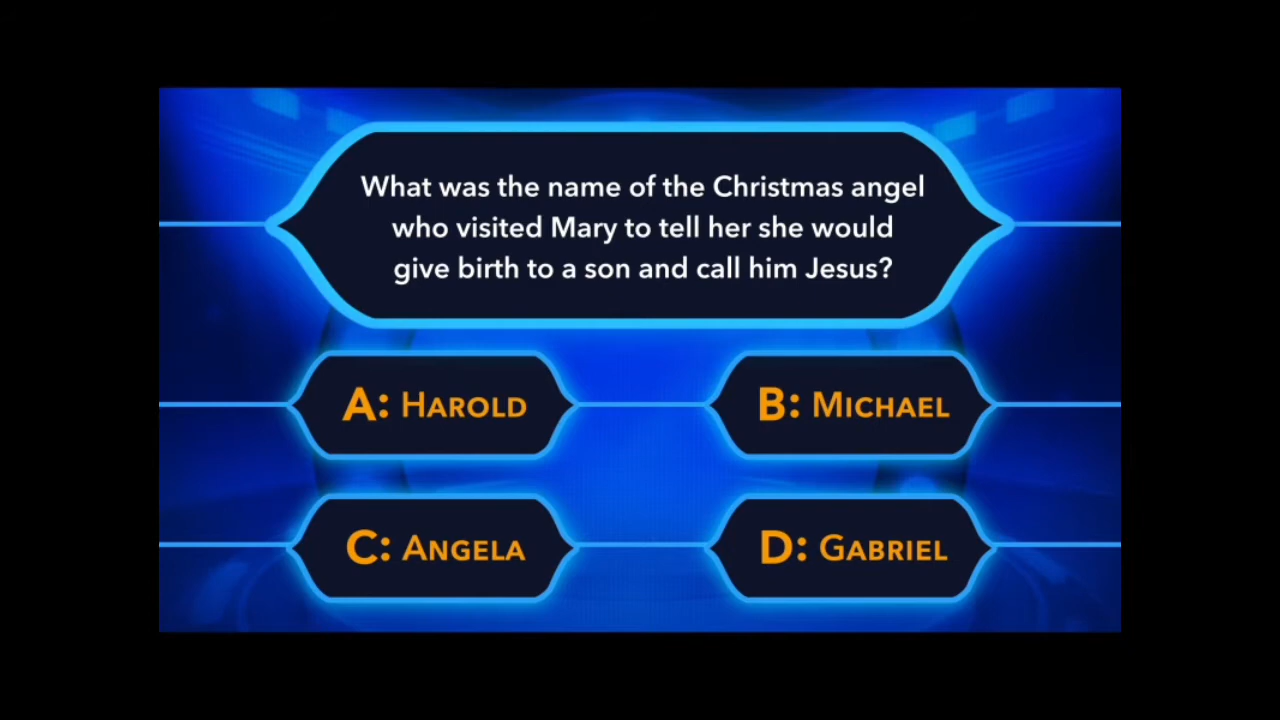 What was the name of the Christmas angel
who visited Mary to tell her she would
give birth to a son and call him Jesus?
A: Harold
B: Michael
C: Angela
D: Gabriel